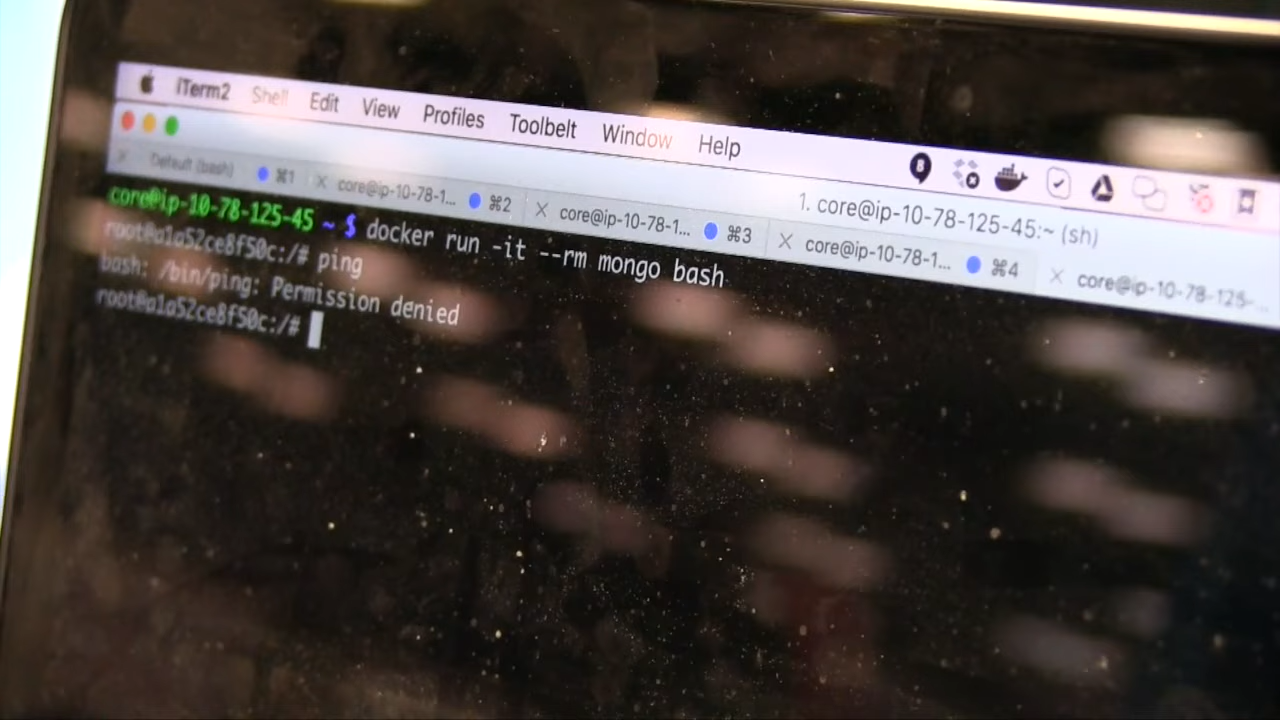 iTerm2 Shell Edit View Profiles Toolbelt Window Help
8
1. core@ip-10-78-125-45:~ (sh)
Default (bash) ⌘1 core@ip-10-78-1... ⌘2 core@ip-10-78-1... ⌘3 core@ip-10-78-1... ⌘4 core@ip-10-78-125-...
core@ip-10-78-125-45 ~ $ docker run -it --rm mongo bash
root@a1a52ce8f50c:/# ping
bash: /bin/ping: Permission denied
root@a1a52ce8f50c:/#